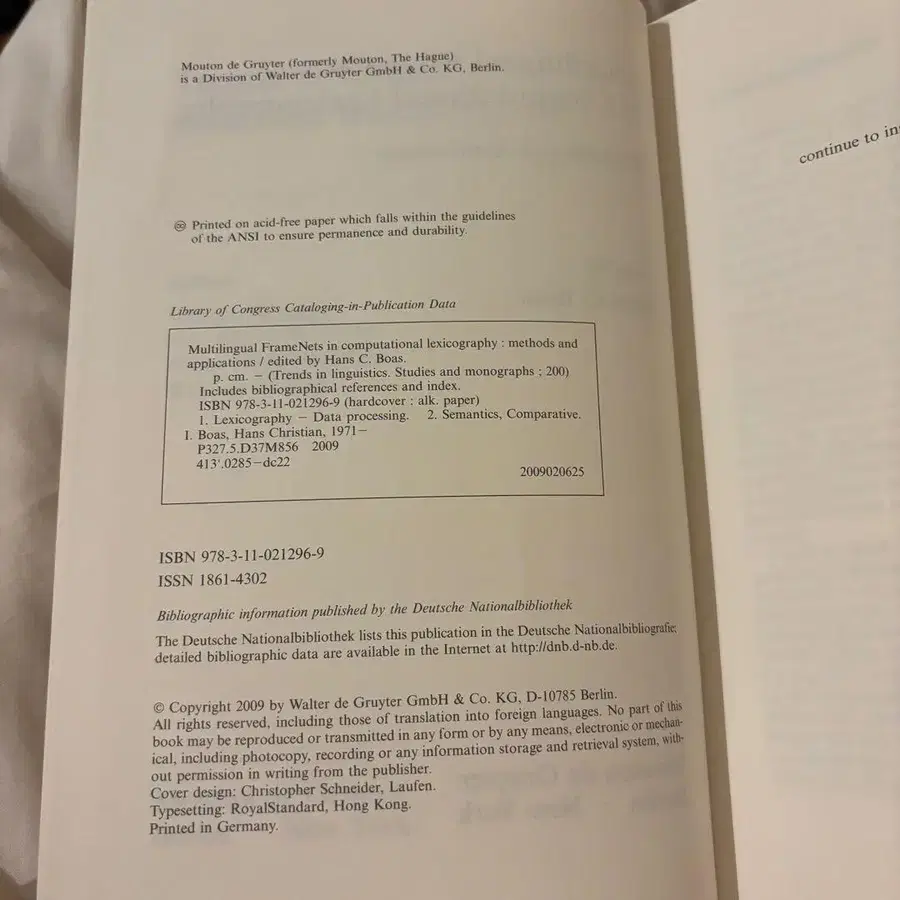 Mouton de Gruyter (formerly Mouton, The Hague)
is a Division of Walter de Gruyter GmbH & Co. KG, Berlin.
♾ Printed on acid-free paper which falls within the guidelines
of the ANSI to ensure permanence and durability.
Library of Congress Cataloging-in-Publication Data
Multilingual FrameNets in computational lexicography : methods and
applications / edited by Hans C. Boas.
p. cm. − (Trends in linguistics. Studies and monographs ; 200)
Includes bibliographical references and index.
ISBN 978-3-11-021296-9 (hardcover : alk. paper)
1. Lexicography − Data processing. 2. Semantics, Comparative.
I. Boas, Hans Christian, 1971−
P327.5.D37M856 2009
413'.0285−dc22
2009020625
ISBN 978-3-11-021296-9
ISSN 1861-4302
Bibliographic information published by the Deutsche Nationalbibliothek
The Deutsche Nationalbibliothek lists this publication in the Deutsche Nationalbibliografie;
detailed bibliographic data are available in the Internet at http://dnb.d-nb.de.
© Copyright 2009 by Walter de Gruyter GmbH & Co. KG, D-10785 Berlin.
All rights reserved, including those of translation into foreign languages. No part of this
book may be reproduced or transmitted in any form or by any means, electronic or mechan-
ical, including photocopy, recording or any information storage and retrieval system, with-
out permission in writing from the publisher.
Cover design: Christopher Schneider, Laufen.
Typesetting: RoyalStandard, Hong Kong.
Printed in Germany.
continue to